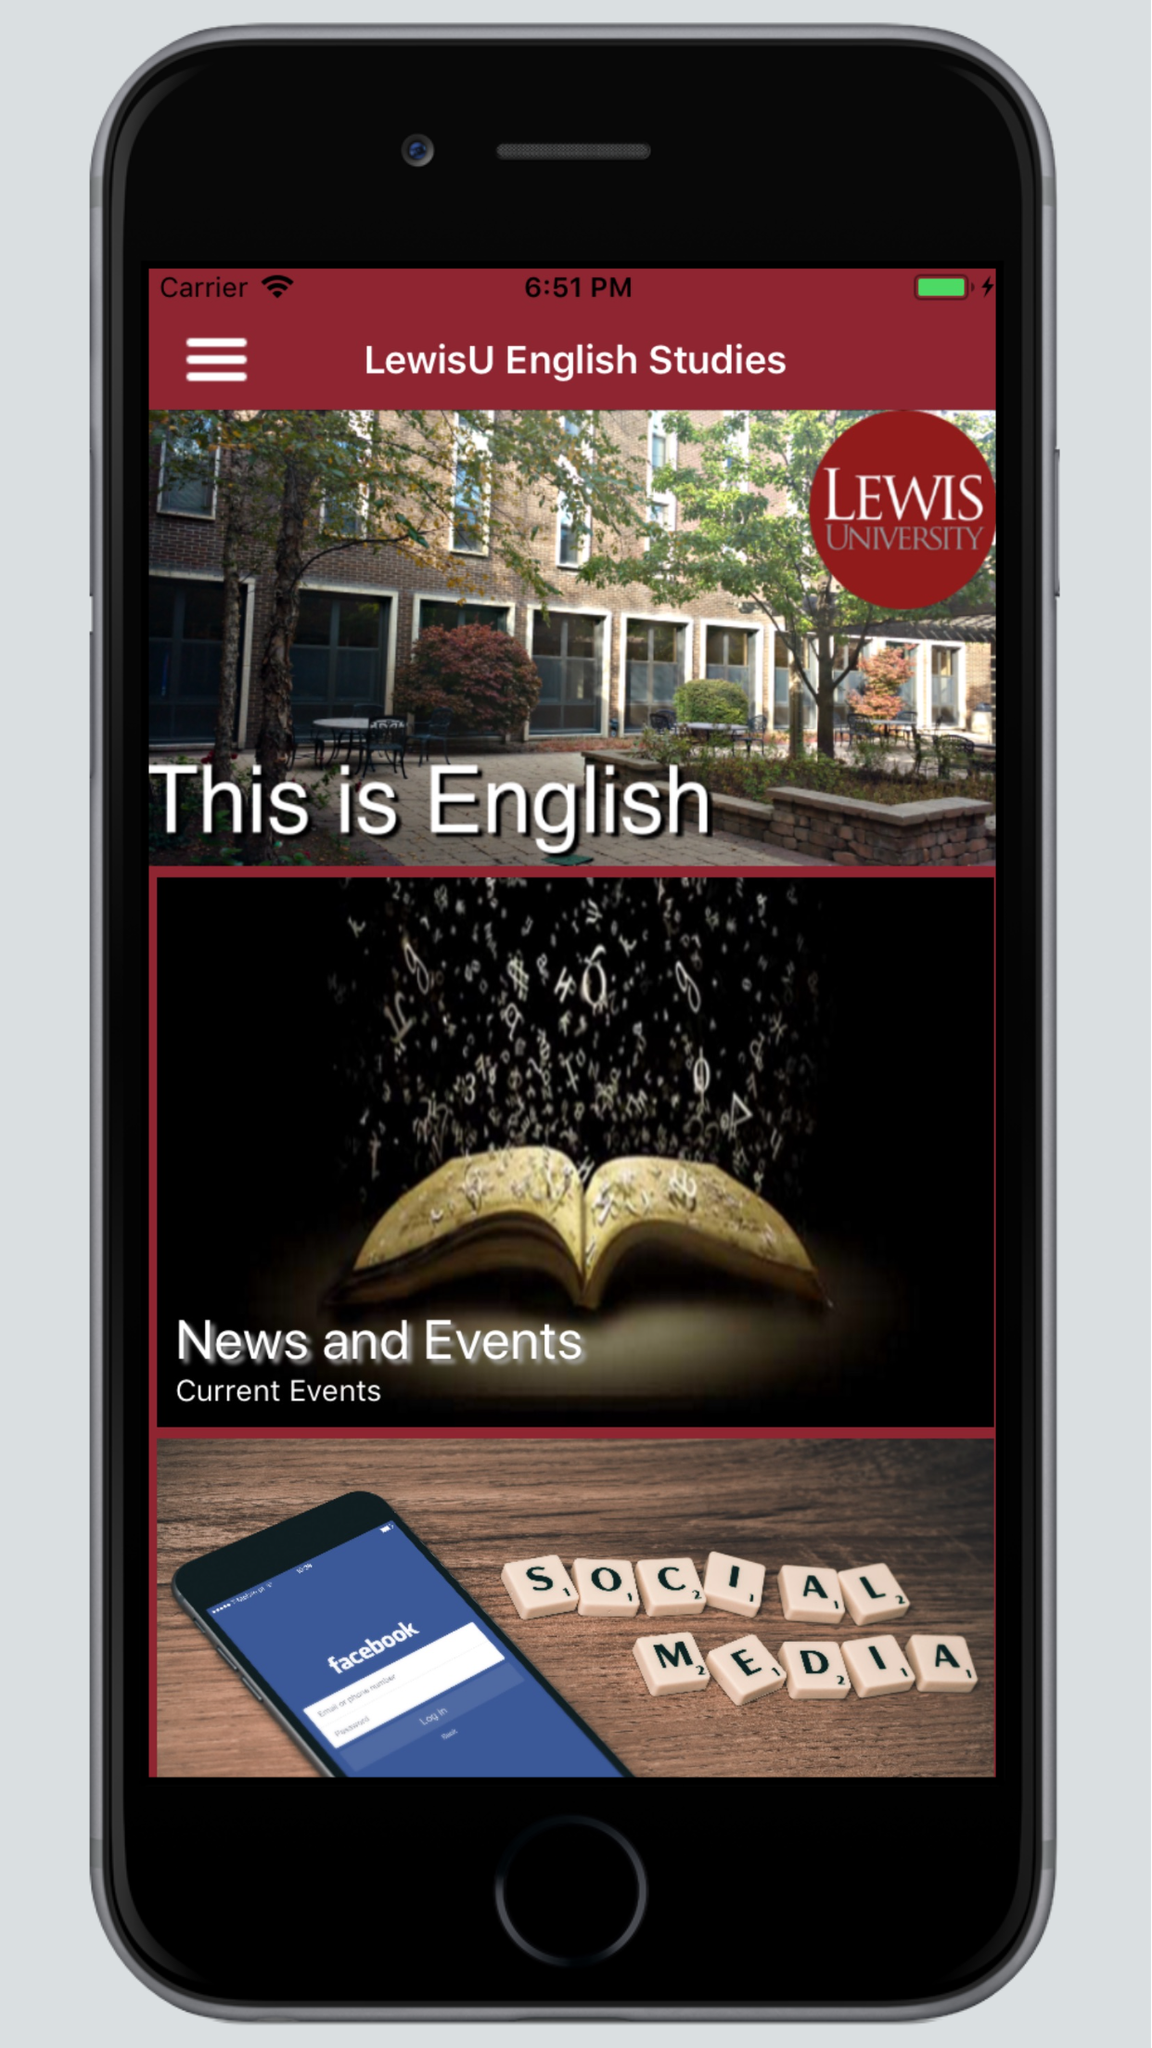 Carrier
6:51 PM
LewisU English Studies
LEWIS
UNIVERSITY
This is English
News and Events
Current Events
facebook
Email or phone number
Password
Log in
SOCIAL
MEDIA